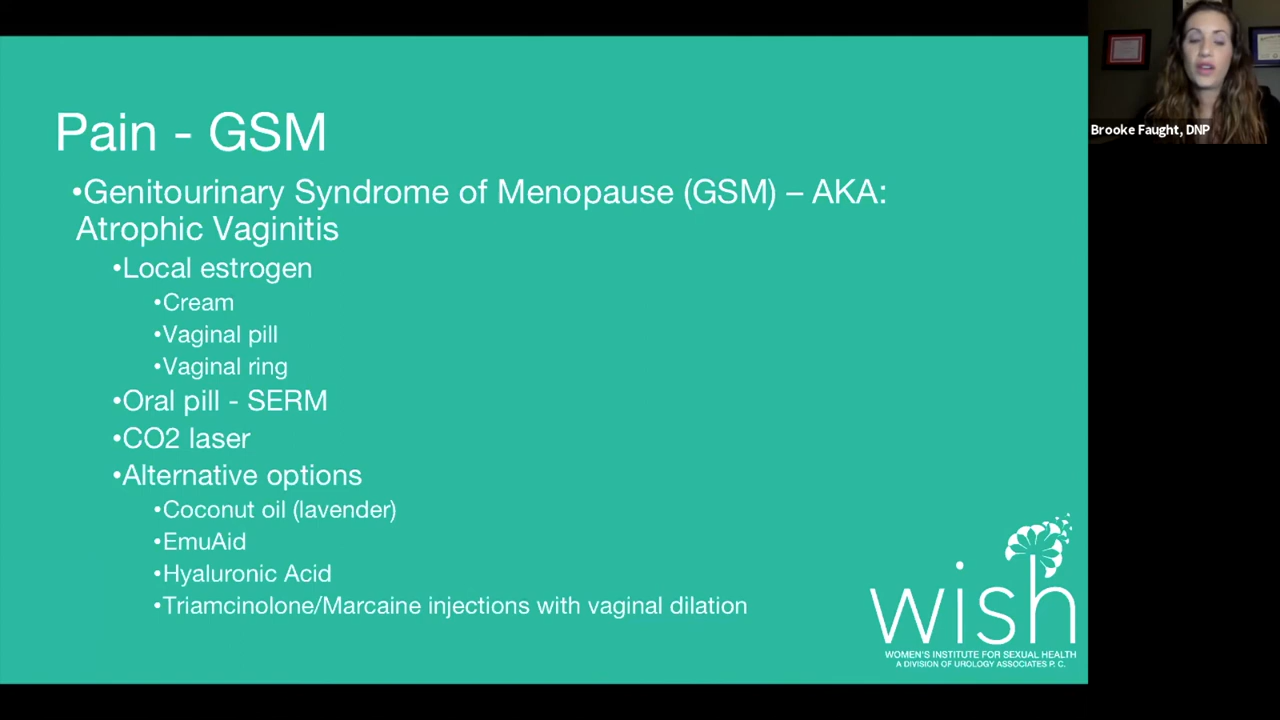 Pain - GSM
•Genitourinary Syndrome of Menopause (GSM) – AKA:
Atrophic Vaginitis
•Local estrogen
•Cream
•Vaginal pill
•Vaginal ring
•Oral pill - SERM
•CO2 laser
•Alternative options
•Coconut oil (lavender)
•EmuAid
•Hyaluronic Acid
•Triamcinolone/Marcaine injections with vaginal dilation
wish
WOMEN'S INSTITUTE FOR SEXUAL HEALTH
A DIVISION OF UROLOGY ASSOCIATES P. C.
Brooke Faught, DNP